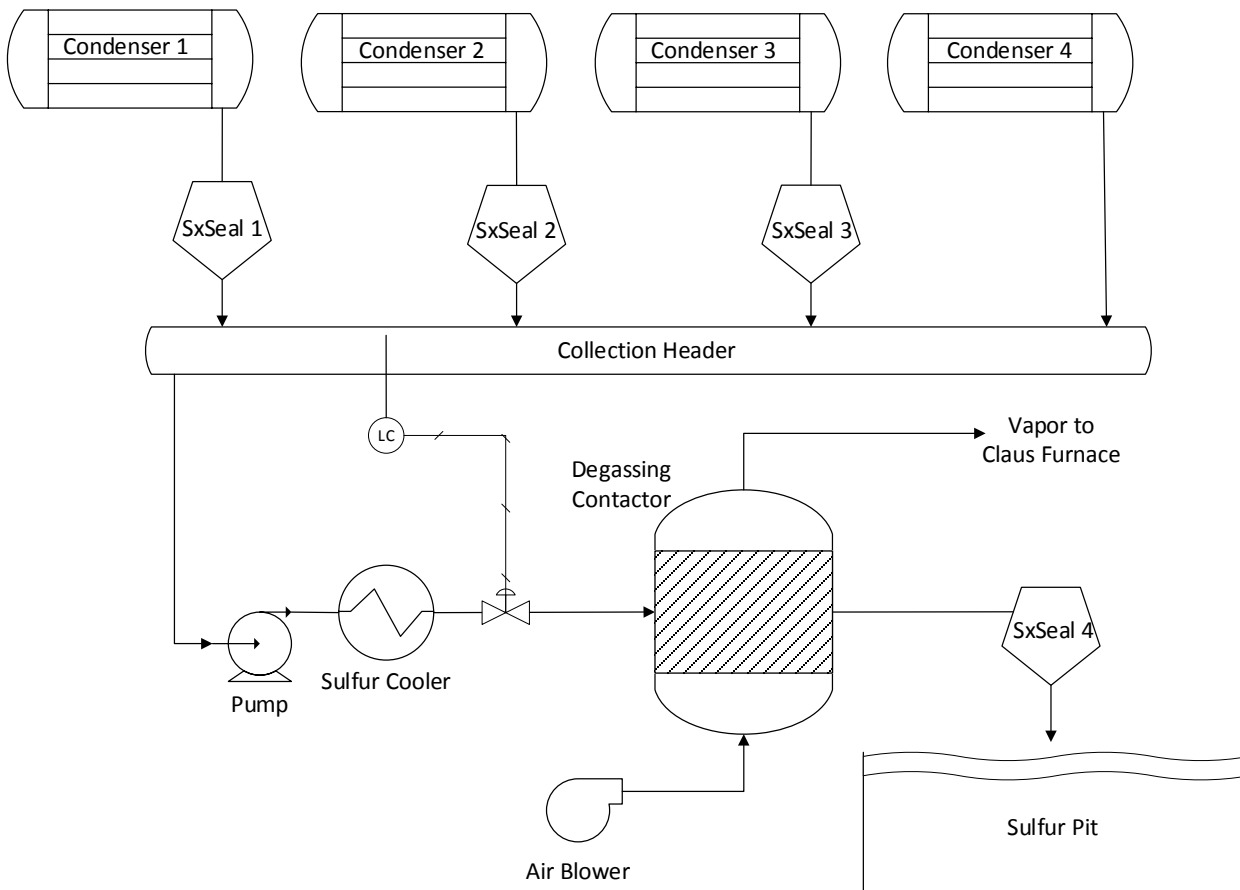 Condenser 1
Condenser 2
Condenser 3
Condenser 4
SxSeal 1
SxSeal 2
SxSeal 3
Collection Header
LC
Vapor to
Claus Furnace
Degassing
Contactor
SxSeal 4
Sulfur Cooler
Pump
Sulfur Pit
Air Blower